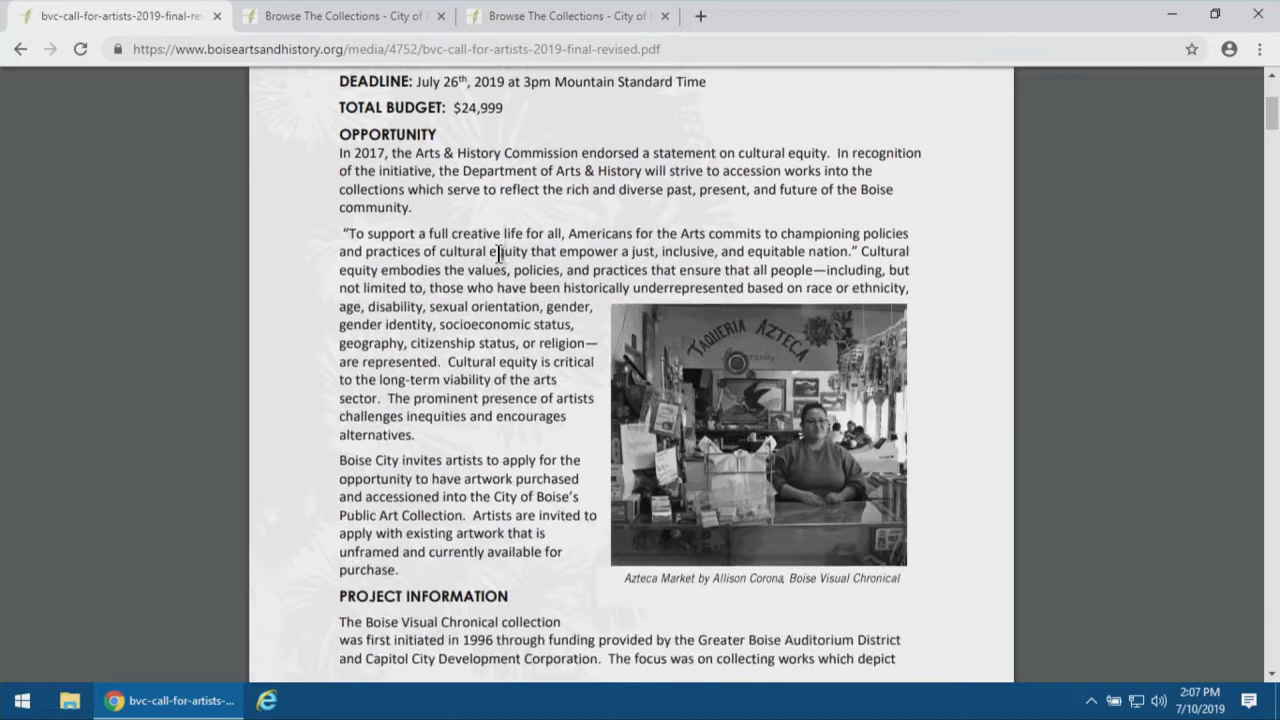 bvc-call-for-artists-2019-final-re
Browse The Collections - City of
Browse The Collections - City of
https://www.boiseartsandhistory.org/media/4752/bvc-call-for-artists-2019-final-revised.pdf
DEADLINE: July 26th, 2019 at 3pm Mountain Standard Time
TOTAL BUDGET: $24,999
OPPORTUNITY
In 2017, the Arts & History Commission endorsed a statement on cultural equity. In recognition
of the initiative, the Department of Arts & History will strive to accession works into the
collections which serve to reflect the rich and diverse past, present, and future of the Boise
community.
“To support a full creative life for all, Americans for the Arts commits to championing policies
and practices of cultural equity that empower a just, inclusive, and equitable nation.” Cultural
equity embodies the values, policies, and practices that ensure that all people—including, but
not limited to, those who have been historically underrepresented based on race or ethnicity,
age, disability, sexual orientation, gender,
gender identity, socioeconomic status,
geography, citizenship status, or religion—
are represented. Cultural equity is critical
to the long-term viability of the arts
sector. The prominent presence of artists
challenges inequities and encourages
alternatives.
TAQUERIA AZTECA
Boise City invites artists to apply for the
opportunity to have artwork purchased
and accessioned into the City of Boise’s
Public Art Collection. Artists are invited to
apply with existing artwork that is
unframed and currently available for
purchase.
Azteca Market by Allison Corona, Boise Visual Chronical
PROJECT INFORMATION
The Boise Visual Chronical collection
was first initiated in 1996 through funding provided by the Greater Boise Auditorium District
and Capitol City Development Corporation. The focus was on collecting works which depict
bvc-call-for-artists-...
2:07 PM
7/10/2019